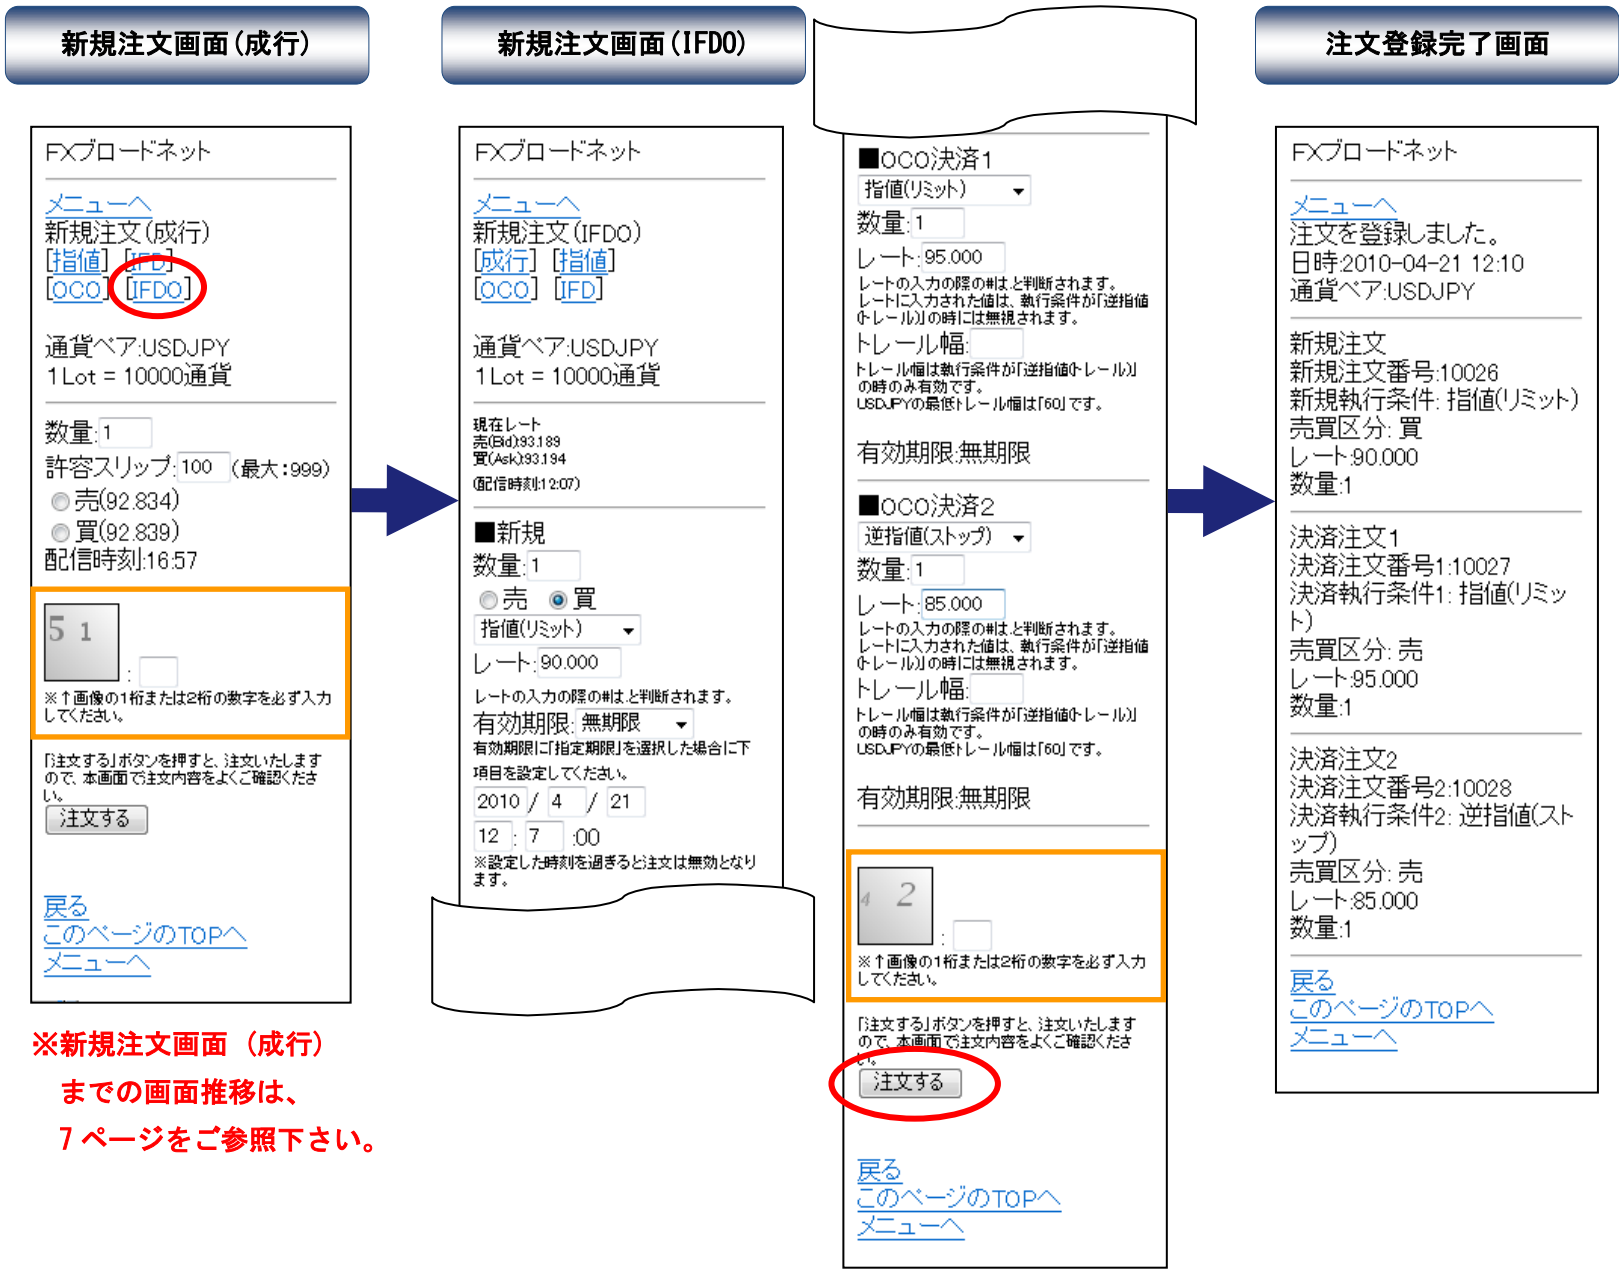 新規注文画面(成行)
FXブロードネット
メニューへ
新規注文(成行)
[指値] [IFD]
[OCO] [IFDO]
通貨ペア:USDJPY
1Lot = 10000通貨
数量:1
許容スリップ:100 (最大:999)
売(92.834)
買(92.839)
配信時刻:16:57
5 1
:
※↑画像の1桁または2桁の数字を必ず入力
してください。
「注文する」ボタンを押すと、注文いたします
ので、本画面で注文内容をよくご確認くださ
い。
注文する
戻る
このページのTOPへ
メニューへ
※新規注文画面 (成行)
までの画面推移は、
7ページをご参照下さい。
新規注文画面(IFDO)
FXブロードネット
メニューへ
新規注文(IFDO)
[成行] [指値]
[OCO] [IFD]
通貨ペア:USDJPY
1Lot = 10000通貨
現在レート
売(Bid):93.189
買(Ask):93.194
(配信時刻:12:07)
■新規
数量:1
売 買
指値(リミット)
レート:90.000
レートの入力の際の#は.と判断されます。
有効期限:無期限
有効期限に「指定期限」を選択した場合に下
項目を設定してください。
2010 / 4 / 21
12 : 7 :00
※設定した時刻を過ぎると注文は無効となり
ます。
■OCO決済1
指値(リミット)
数量:1
レート:95.000
レートの入力の際の#は.と判断されます。
レートに入力された値は、執行条件が「逆指値
(トレール)」の時には無視されます。
トレール幅:
トレール幅は執行条件が「逆指値(トレール)」
の時のみ有効です。
USDJPYの最低トレール幅は「60」です。
有効期限:無期限
■OCO決済2
逆指値(ストップ)
数量:1
レート:85.000
レートの入力の際の#は.と判断されます。
レートに入力された値は、執行条件が「逆指値
(トレール)」の時には無視されます。
トレール幅:
トレール幅は執行条件が「逆指値(トレール)」
の時のみ有効です。
USDJPYの最低トレール幅は「60」です。
有効期限:無期限
4 2
:
※↑画像の1桁または2桁の数字を必ず入力
してください。
「注文する」ボタンを押すと、注文いたします
ので、本画面で注文内容をよくご確認くださ
い。
注文する
戻る
このページのTOPへ
メニューへ
注文登録完了画面
FXブロードネット
メニューへ
注文を登録しました。
日時:2010-04-21 12:10
通貨ペア:USDJPY
新規注文
新規注文番号:10026
新規執行条件: 指値(リミット)
売買区分: 買
レート:90.000
数量:1
決済注文1
決済注文番号1:10027
決済執行条件1: 指値(リミッ
ト)
売買区分: 売
レート:95.000
数量:1
決済注文2
決済注文番号2:10028
決済執行条件2: 逆指値(スト
ップ)
売買区分: 売
レート:85.000
数量:1
戻る
このページのTOPへ
メニューへ